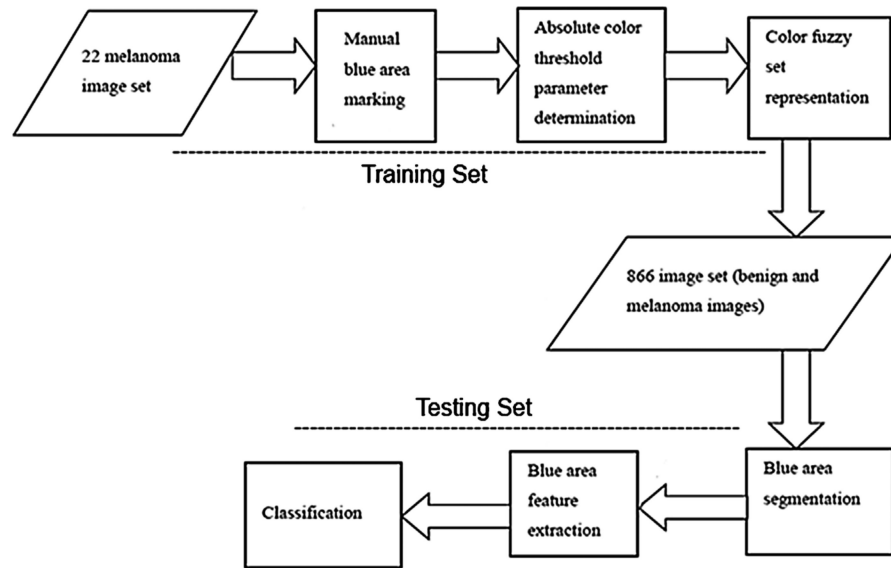 22 melanoma
image set
Manual
blue area
marking
Absolute color
threshold
parameter
determination
Color fuzzy
set
representation
Training Set
866 image set (benign and
melanoma images)
Testing Set
Blue area
segmentation
Blue area
feature
extraction
Classification